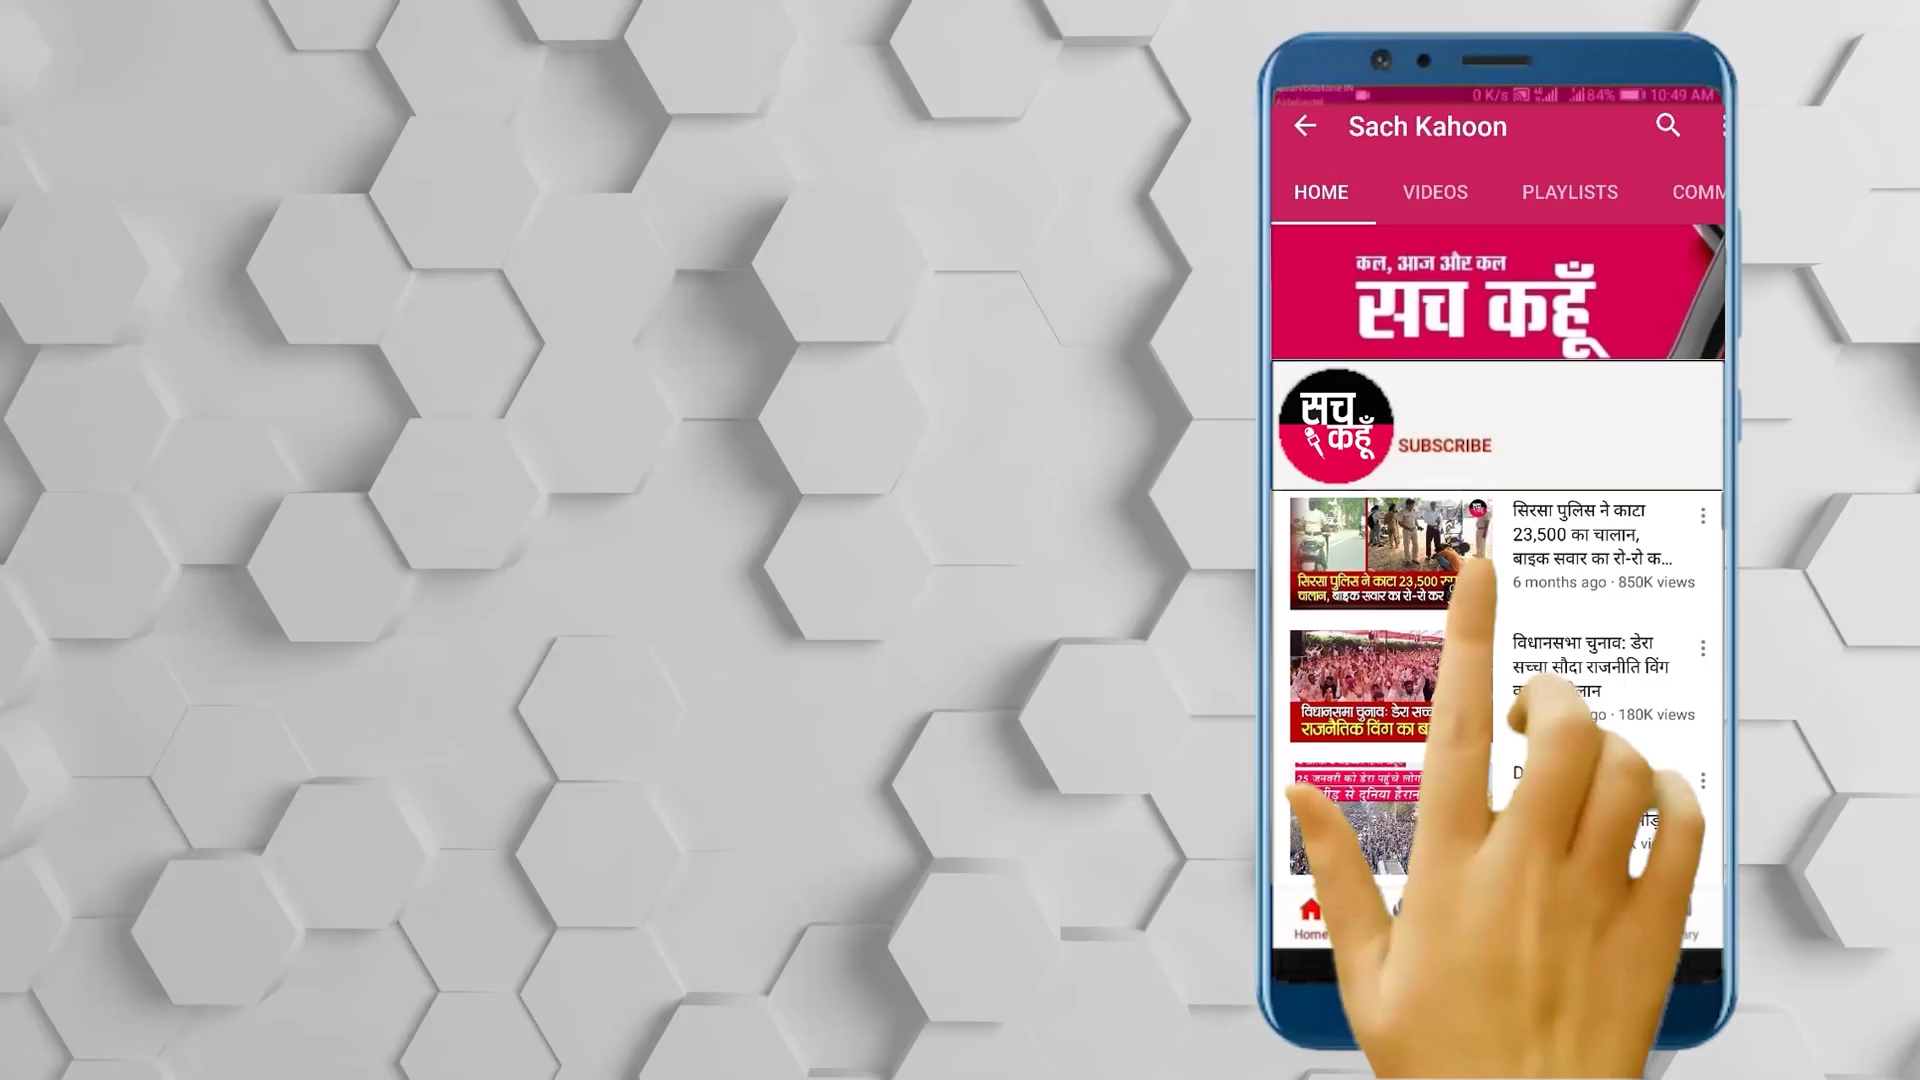 0 K/s 84% 10:49 AM
Sach Kahoon
HOME VIDEOS PLAYLISTS COMM
कल, आज और कल
सच कहूँ
सच
कहूँ
SUBSCRIBE
सिरसा पुलिस ने काटा 23,500
चालान, बाइक सवार का रो-रो कर
सिरसा पुलिस ने काटा
23,500 का चालान,
बाइक सवार का रो-रो क...
6 months ago · 850K views
विधानसभा चुनाव: डेरा
राजनैतिक विंग का
विधानसभा चुनाव: डेरा
सच्चा सौदा राजनीति विंग
go · 180K views
25 जनवरी को डेरा पहुंचे
से दुनिया हैरान
D
Home